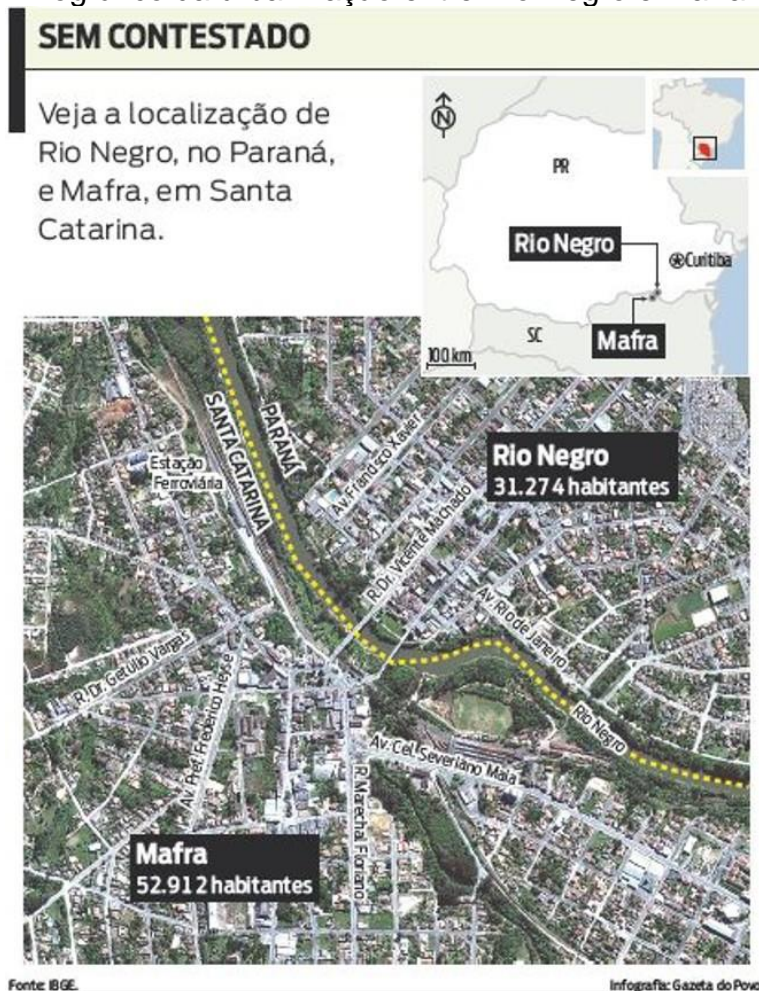 SEM CONTESTADO
Veja a localização de
Rio Negro, no Paraná,
e Mafra, em Santa
Catarina.
N
PR
Rio Negro
Curitiba
SC
Mafra
100 km
PARANÁ
SANTA CATARINA
Estação
Ferroviária
Av. Francisco Xavier
Rio Negro
31.274 habitantes
R. Dr. Vicente Machado
Av. Rio de Janeiro
R. Dr. Getúlio Vargas
Av. Pref. Frederico Heyse
Rio Negro
Av. Cel. Severiano Maia
R. Marechal Floriano
Mafra
52.912 habitantes
Fonte: IBGE.
Infografia: Gazeta do Povo